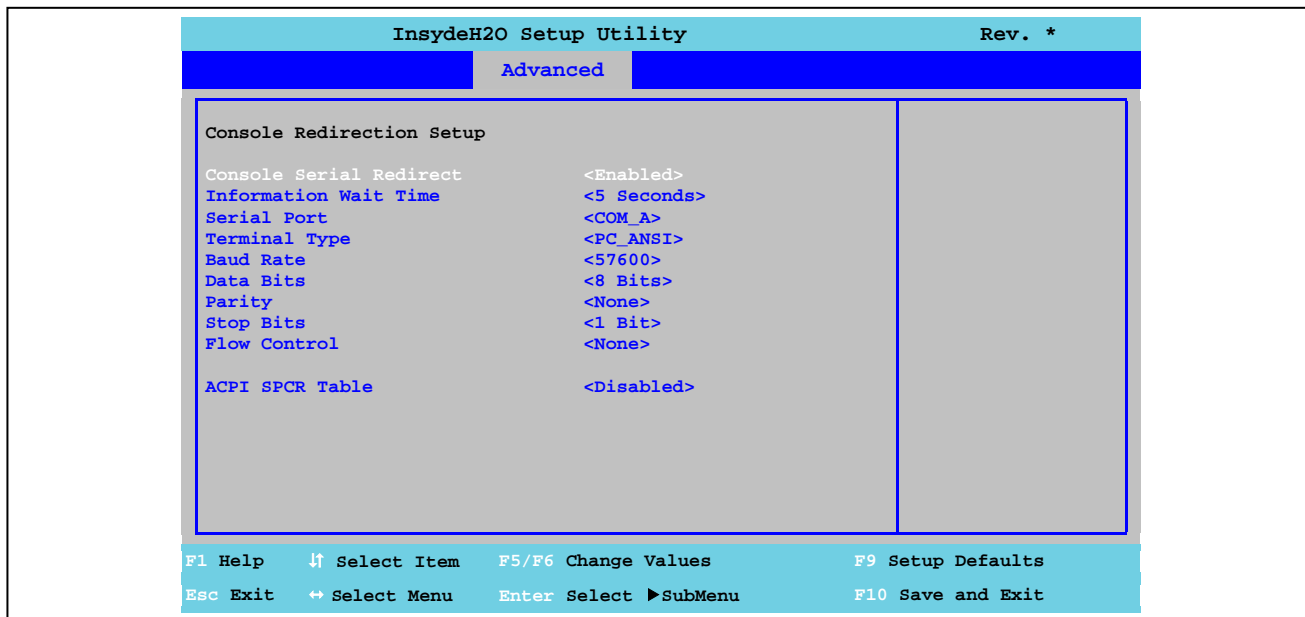 InsydeH2O Setup Utility Rev. *
Advanced
Console Redirection Setup
Console Serial Redirect <Enabled>
Information Wait Time <5 Seconds>
Serial Port <COM_A>
Terminal Type <PC_ANSI>
Baud Rate <57600>
Data Bits <8 Bits>
Parity <None>
Stop Bits <1 Bit>
Flow Control <None>
ACPI SPCR Table <Disabled>
F1 Help ↓↑ Select Item F5/F6 Change Values F9 Setup Defaults
Esc Exit ↔ Select Menu Enter Select ▶SubMenu F10 Save and Exit